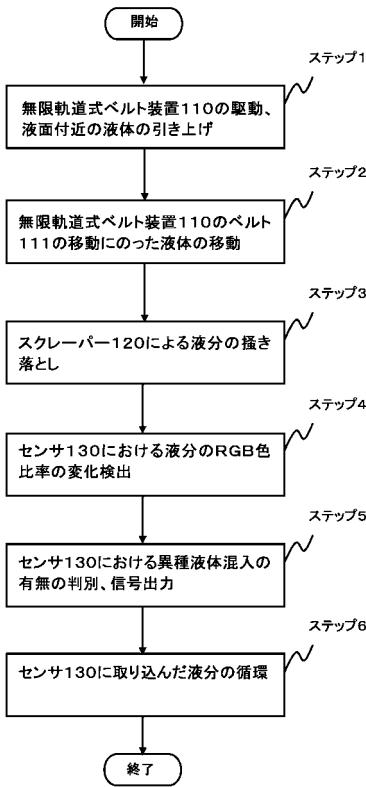 開始
ステップ1
無限軌道式ベルト装置110の駆動、
液面付近の液体の引き上げ
ステップ2
無限軌道式ベルト装置110のベルト
111の移動にのった液体の移動
ステップ3
スクレーパー120による液分の掻き
落とし
ステップ4
センサ130における液分のRGB色
比率の変化検出
ステップ5
センサ130における異種液体混入の
有無の判別、信号出力
ステップ6
センサ130に取り込んだ液分の循環
終了